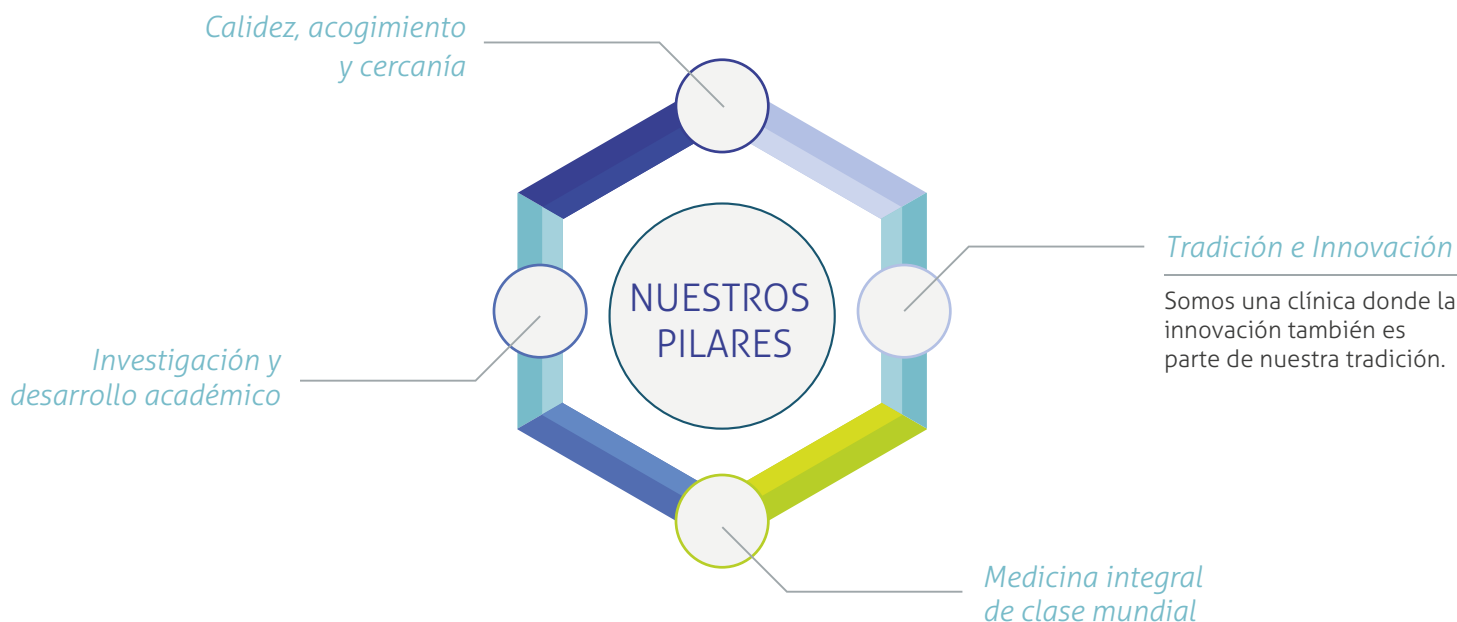 Calidez, acogimiento
y cercanía
Tradición e Innovación
Somos una clínica donde la
innovación también es
parte de nuestra tradición.
NUESTROS
PILARES
Investigación y
desarrollo académico
Medicina integral
de clase mundial